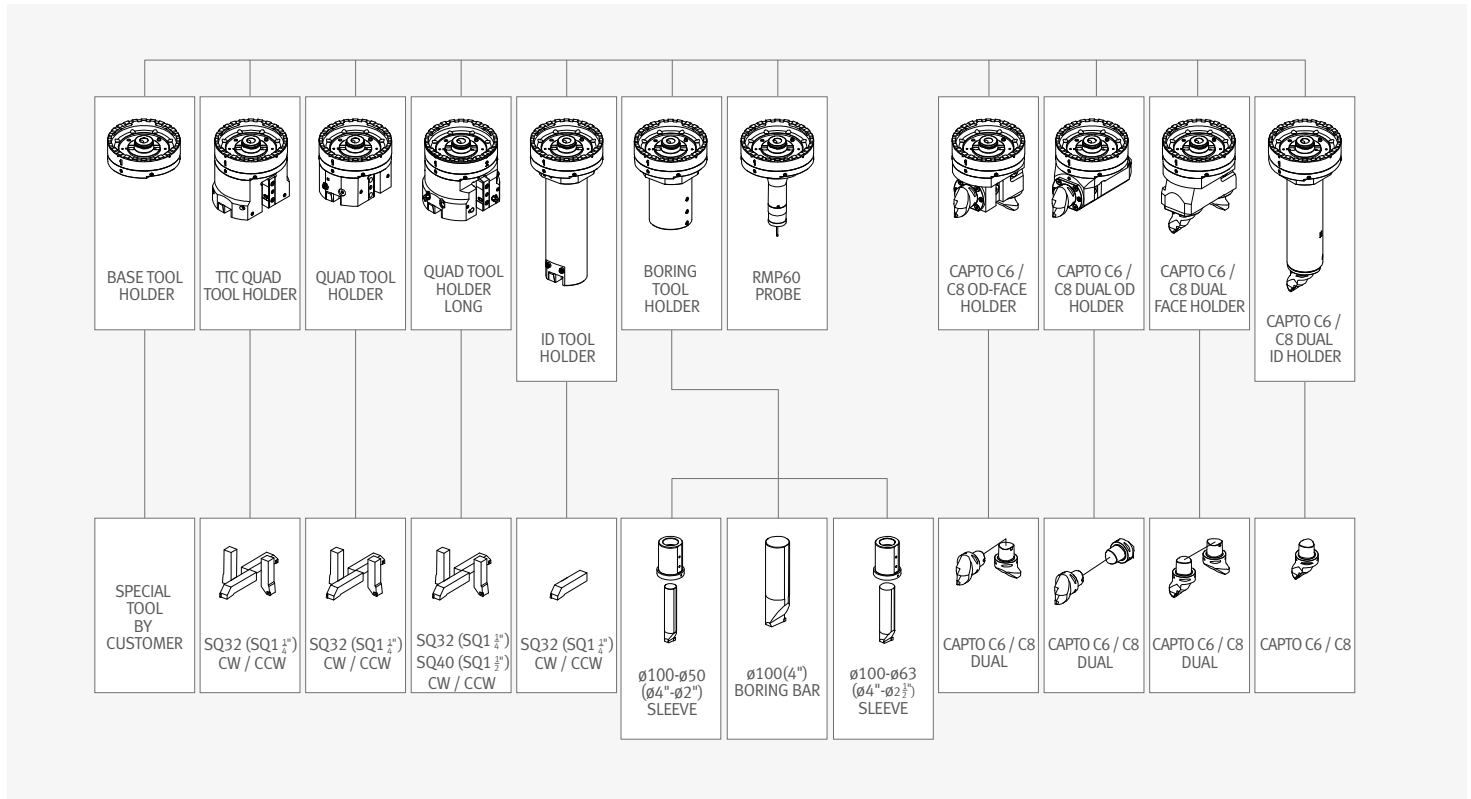 BASE TOOL
HOLDER
TTC QUAD
TOOL HOLDER
QUAD TOOL
HOLDER
QUAD TOOL
HOLDER
LONG
ID TOOL
HOLDER
BORING
TOOL
HOLDER
RMP60
PROBE
CAPTO C6 /
C8 OD-FACE
HOLDER
CAPTO C6 /
C8 DUAL OD
HOLDER
CAPTO C6 /
C8 DUAL
FACE HOLDER
CAPTO C6 /
C8 DUAL
ID HOLDER
SPECIAL
TOOL
BY
CUSTOMER
SQ32 (SQ1 1/4")
CW / CCW
SQ32 (SQ1 1/4")
CW / CCW
SQ32 (SQ1 1/4")
SQ40 (SQ1 1/2")
CW / CCW
SQ32 (SQ1 1/4")
CW / CCW
ø100-ø50
(ø4"-ø2")
SLEEVE
ø100(4")
BORING BAR
ø100-ø63
(ø4"-ø2 1/2")
SLEEVE
CAPTO C6 / C8
DUAL
CAPTO C6 / C8
DUAL
CAPTO C6 / C8
DUAL
CAPTO C6 / C8